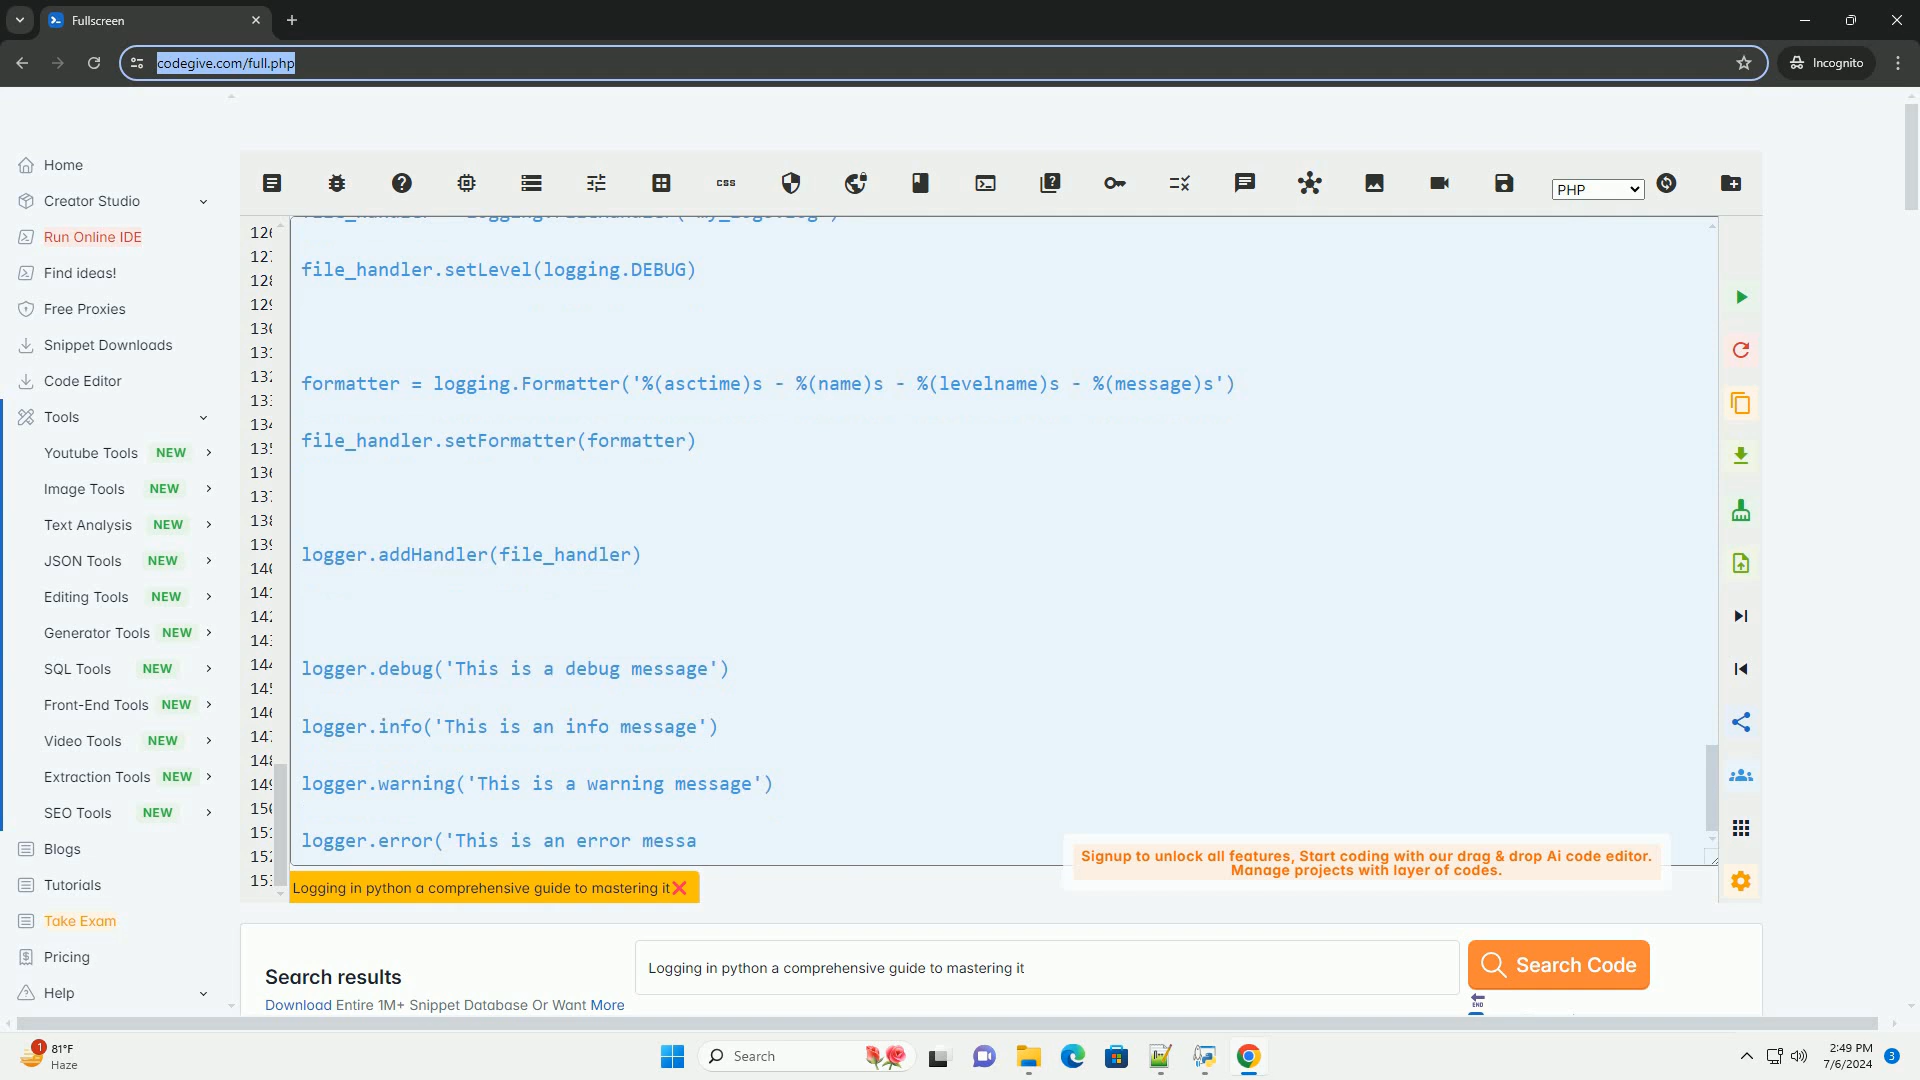 Fullscreen
codegive.com/full.php
Incognito
Home
Creator Studio
Run Online IDE
Find ideas!
Free Proxies
Snippet Downloads
Code Editor
Tools
Youtube Tools NEW
Image Tools NEW
Text Analysis NEW
JSON Tools NEW
Editing Tools NEW
Generator Tools NEW
SQL Tools NEW
Front-End Tools NEW
Video Tools NEW
Extraction Tools NEW
SEO Tools NEW
Blogs
Tutorials
Take Exam
Pricing
Help
css
PHP
file_handler.setLevel(logging.DEBUG)
formatter = logging.Formatter('%(asctime)s - %(name)s - %(levelname)s - %(message)s')
file_handler.setFormatter(formatter)
logger.addHandler(file_handler)
logger.debug('This is a debug message')
logger.info('This is an info message')
logger.warning('This is a warning message')
logger.error('This is an error messa
Signup to unlock all features, Start coding with our drag & drop Ai code editor.
Manage projects with layer of codes.
Logging in python a comprehensive guide to mastering it
Search results
Download Entire 1M+ Snippet Database Or Want More
Logging in python a comprehensive guide to mastering it
Search Code
END
1
81°F
Haze
Search
2:49 PM
7/6/2024
3